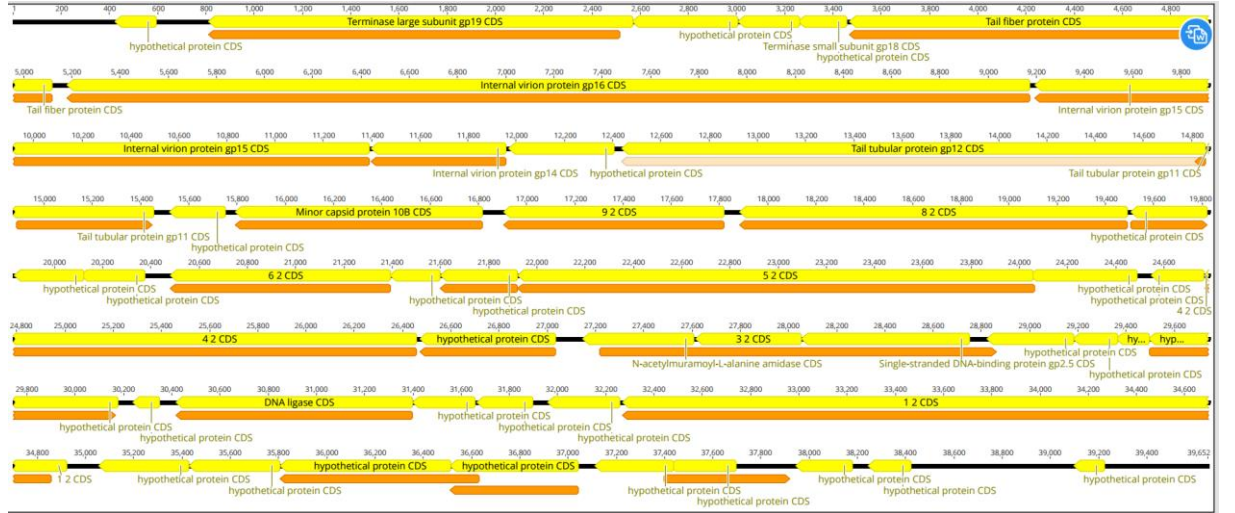 1 200 400 600 800 1,000 1,200 1,400 1,600 1,800 2,000 2,200 2,400 2,600 2,800 3,000 3,200 3,400 3,600 3,800 4,000 4,200 4,400 4,600 4,800
Terminase large subunit gp19 CDS Tail fiber protein CDS
hypothetical protein CDS hypothetical protein CDS
Terminase small subunit gp18 CDS
hypothetical protein CDS
5,000 5,200 5,400 5,600 5,800 6,000 6,200 6,400 6,600 6,800 7,000 7,200 7,400 7,600 7,800 8,000 8,200 8,400 8,600 8,800 9,000 9,200 9,400 9,600 9,800
Internal virion protein gp16 CDS
Tail fiber protein CDS Internal virion protein gp15 CDS
10,000 10,200 10,400 10,600 10,800 11,000 11,200 11,400 11,600 11,800 12,000 12,200 12,400 12,600 12,800 13,000 13,200 13,400 13,600 13,800 14,000 14,200 14,400 14,600 14,800
Internal virion protein gp15 CDS Tail tubular protein gp12 CDS
Internal virion protein gp14 CDS hypothetical protein CDS Tail tubular protein gp11 CDS
15,000 15,200 15,400 15,600 15,800 16,000 16,200 16,400 16,600 16,800 17,000 17,200 17,400 17,600 17,800 18,000 18,200 18,400 18,600 18,800 19,000 19,200 19,400 19,600 19,800
Minor capsid protein 10B CDS 9 2 CDS 8 2 CDS
Tail tubular protein gp11 CDS hypothetical protein CDS
hypothetical protein CDS
20,000 20,200 20,400 20,600 20,800 21,000 21,200 21,400 21,600 21,800 22,000 22,200 22,400 22,600 22,800 23,000 23,200 23,400 23,600 23,800 24,000 24,200 24,400 24,600
6 2 CDS 5 2 CDS
hypothetical protein CDS hypothetical protein CDS hypothetical protein CDS
hypothetical protein CDS hypothetical protein CDS
hypothetical protein CDS 4 2 CDS
24,800 25,000 25,200 25,400 25,600 25,800 26,000 26,200 26,400 26,600 26,800 27,000 27,200 27,400 27,600 27,800 28,000 28,200 28,400 28,600 28,800 29,000 29,200 29,400 29,600
4 2 CDS hypothetical protein CDS 3 2 CDS hy... hyp...
hypothetical protein CDS
N-acetylmuramoyl-L-alanine amidase CDS Single-stranded DNA-binding protein gp2.5 CDS
hypothetical protein CDS
29,800 30,000 30,200 30,400 30,600 30,800 31,000 31,200 31,400 31,600 31,800 32,000 32,200 32,400 32,600 32,800 33,000 33,200 33,400 33,600 33,800 34,000 34,200 34,400 34,600
DNA ligase CDS 1 2 CDS
hypothetical protein CDS hypothetical protein CDS
hypothetical protein CDS hypothetical protein CDS
hypothetical protein CDS
34,800 35,000 35,200 35,400 35,600 35,800 36,000 36,200 36,400 36,600 36,800 37,000 37,200 37,400 37,600 37,800 38,000 38,200 38,400 38,600 38,800 39,000 39,200 39,400 39,652
hypothetical protein CDS hypothetical protein CDS
1 2 CDS hypothetical protein CDS hypothetical protein CDS hypothetical protein CDS
hypothetical protein CDS hypothetical protein CDS hypothetical protein CDS
hypothetical protein CDS